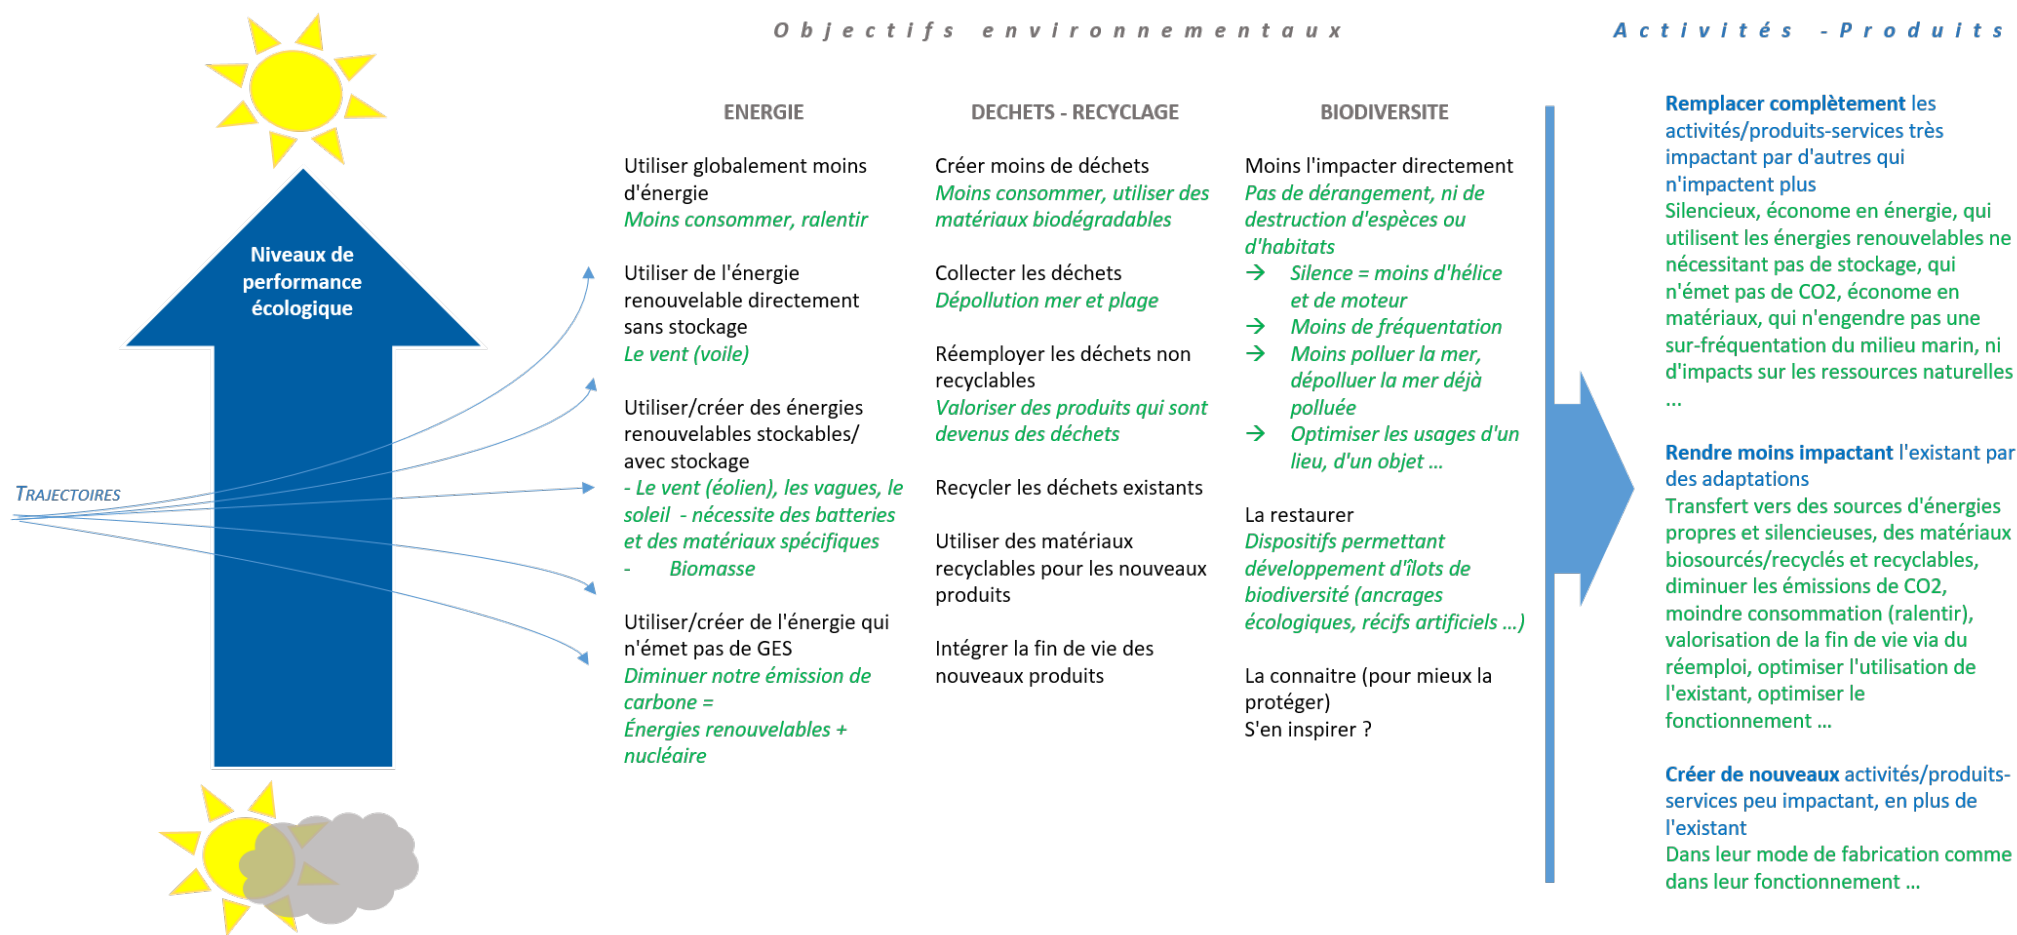 Objectifs environnementaux
Activités -Produits
Niveaux de
performance
écologique
TRAJECTOIRES
ENERGIE
Utiliser globalement moins
d'énergie
Moins consommer, ralentir
Utiliser de l'énergie
renouvelable directement
sans stockage
Le vent (voile)
Utiliser/créer des énergies
renouvelables stockables/
avec stockage
- Le vent (éolien), les vagues, le
soleil - nécessite des batteries
et des matériaux spécifiques
- Biomasse
Utiliser/créer de l'énergie qui
n'émet pas de GES
Diminuer notre émission de
carbone =
Énergies renouvelables +
nucléaire
DECHETS - RECYCLAGE
Créer moins de déchets
Moins consommer, utiliser des
matériaux biodégradables
Collecter les déchets
Dépollution mer et plage
Réemployer les déchets non
recyclables
Valoriser des produits qui sont
devenus des déchets
Recycler les déchets existants
Utiliser des matériaux
recyclables pour les nouveaux
produits
Intégrer la fin de vie des
nouveaux produits
BIODIVERSITE
Moins l'impacter directement
Pas de dérangement, ni de
destruction d'espèces ou
d'habitats
→ Silence = moins d'hélice
et de moteur
→ Moins de fréquentation
→ Moins polluer la mer,
dépolluer la mer déjà
polluée
→ Optimiser les usages d'un
lieu, d'un objet ...
La restaurer
Dispositifs permettant
développement d'îlots de
biodiversité (ancrages
écologiques, récifs artificiels ...)
La connaitre (pour mieux la
protéger)
S'en inspirer ?
Remplacer complètement les
activités/produits-services très
impactant par d'autres qui
n'impactent plus
Silencieux, économe en énergie, qui
utilisent les énergies renouvelables ne
nécessitant pas de stockage, qui
n'émet pas de CO2, économe en
matériaux, qui n'engendre pas une
sur-fréquentation du milieu marin, ni
d'impacts sur les ressources naturelles
...
Rendre moins impactant l'existant par
des adaptations
Transfert vers des sources d'énergies
propres et silencieuses, des matériaux
biosourcés/recyclés et recyclables,
diminuer les émissions de CO2,
moindre consommation (ralentir),
valorisation de la fin de vie via du
réemploi, optimiser l'utilisation de
l'existant, optimiser le
fonctionnement ...
Créer de nouveaux activités/produits-
services peu impactant, en plus de
l'existant
Dans leur mode de fabrication comme
dans leur fonctionnement ...